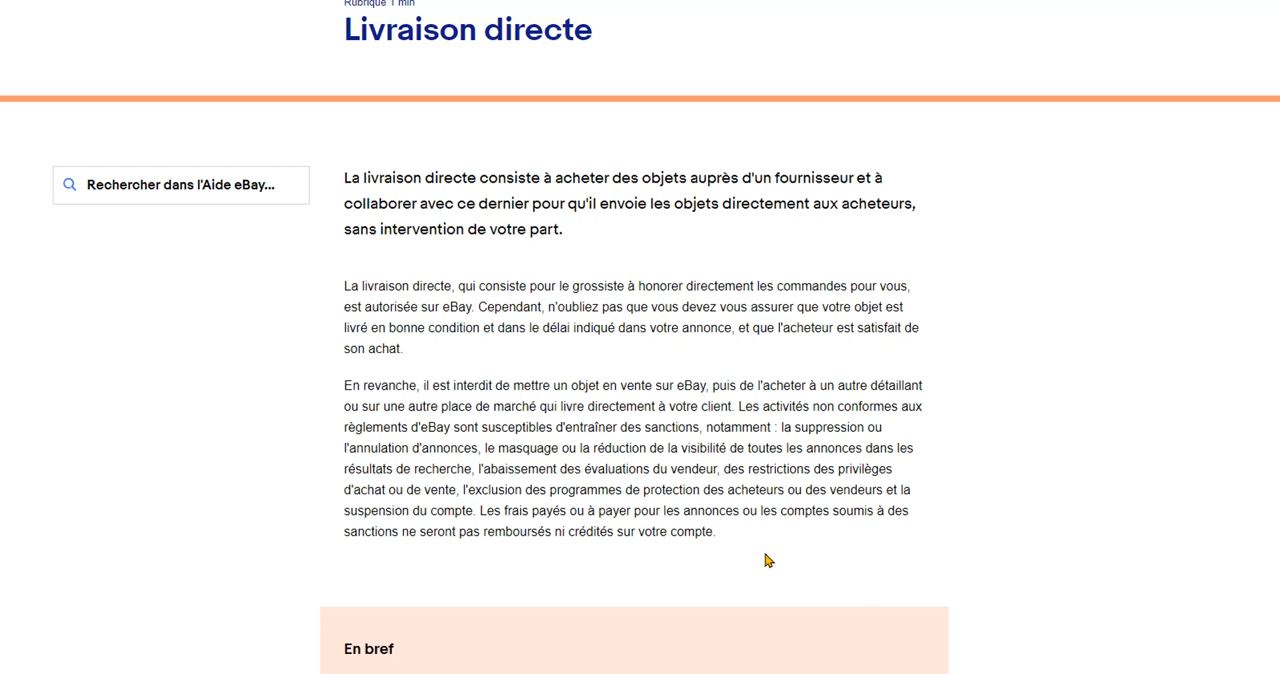 Rubrique 1 min
Livraison directe
Rechercher dans l'Aide eBay...
La livraison directe consiste à acheter des objets auprès d'un fournisseur et à
collaborer avec ce dernier pour qu'il envoie les objets directement aux acheteurs,
sans intervention de votre part.
La livraison directe, qui consiste pour le grossiste à honorer directement les commandes pour vous,
est autorisée sur eBay. Cependant, n'oubliez pas que vous devez vous assurer que votre objet est
livré en bonne condition et dans le délai indiqué dans votre annonce, et que l'acheteur est satisfait de
son achat.
En revanche, il est interdit de mettre un objet en vente sur eBay, puis de l'acheter à un autre détaillant
ou sur une autre place de marché qui livre directement à votre client. Les activités non conformes aux
règlements d'eBay sont susceptibles d'entraîner des sanctions, notamment : la suppression ou
l'annulation d'annonces, le masquage ou la réduction de la visibilité de toutes les annonces dans les
résultats de recherche, l'abaissement des évaluations du vendeur, des restrictions des privilèges
d'achat ou de vente, l'exclusion des programmes de protection des acheteurs ou des vendeurs et la
suspension du compte. Les frais payés ou à payer pour les annonces ou les comptes soumis à des
sanctions ne seront pas remboursés ni crédités sur votre compte.
En bref